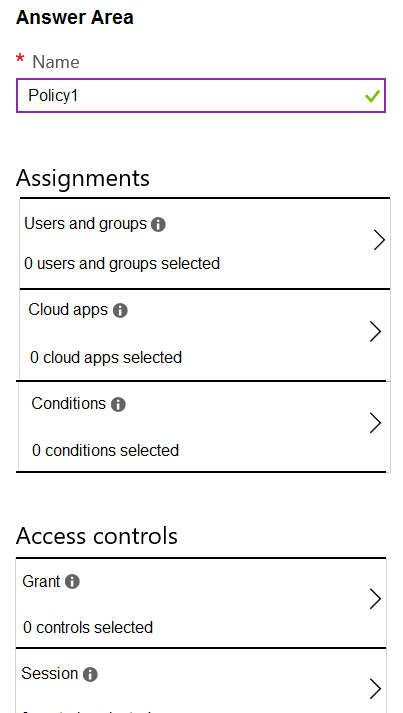 Answer Area
* Name
Policy1
Assignments
Users and groups
0 users and groups selected
Cloud apps
0 cloud apps selected
Conditions
0 conditions selected
Access controls
Grant
0 controls selected
Session